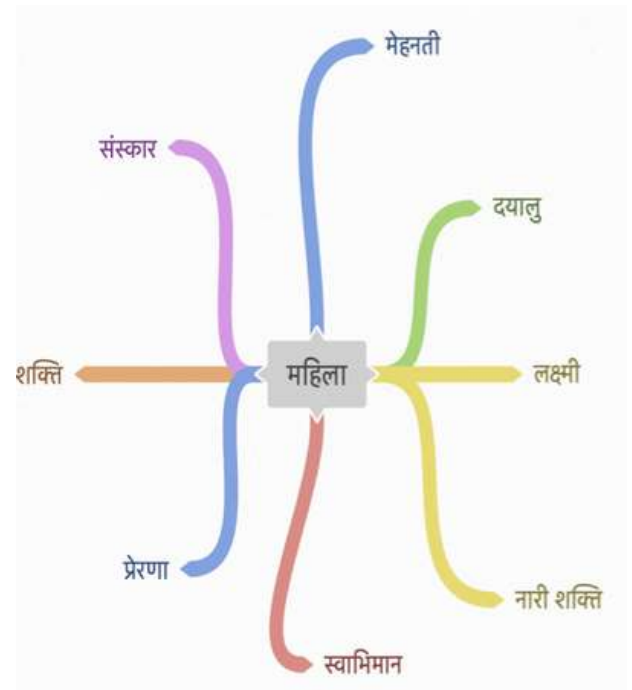 मेहनती
संस्कार
दयालु
शक्ति
महिला
लक्ष्मी
प्रेरणा
नारी शक्ति
स्वाभिमान